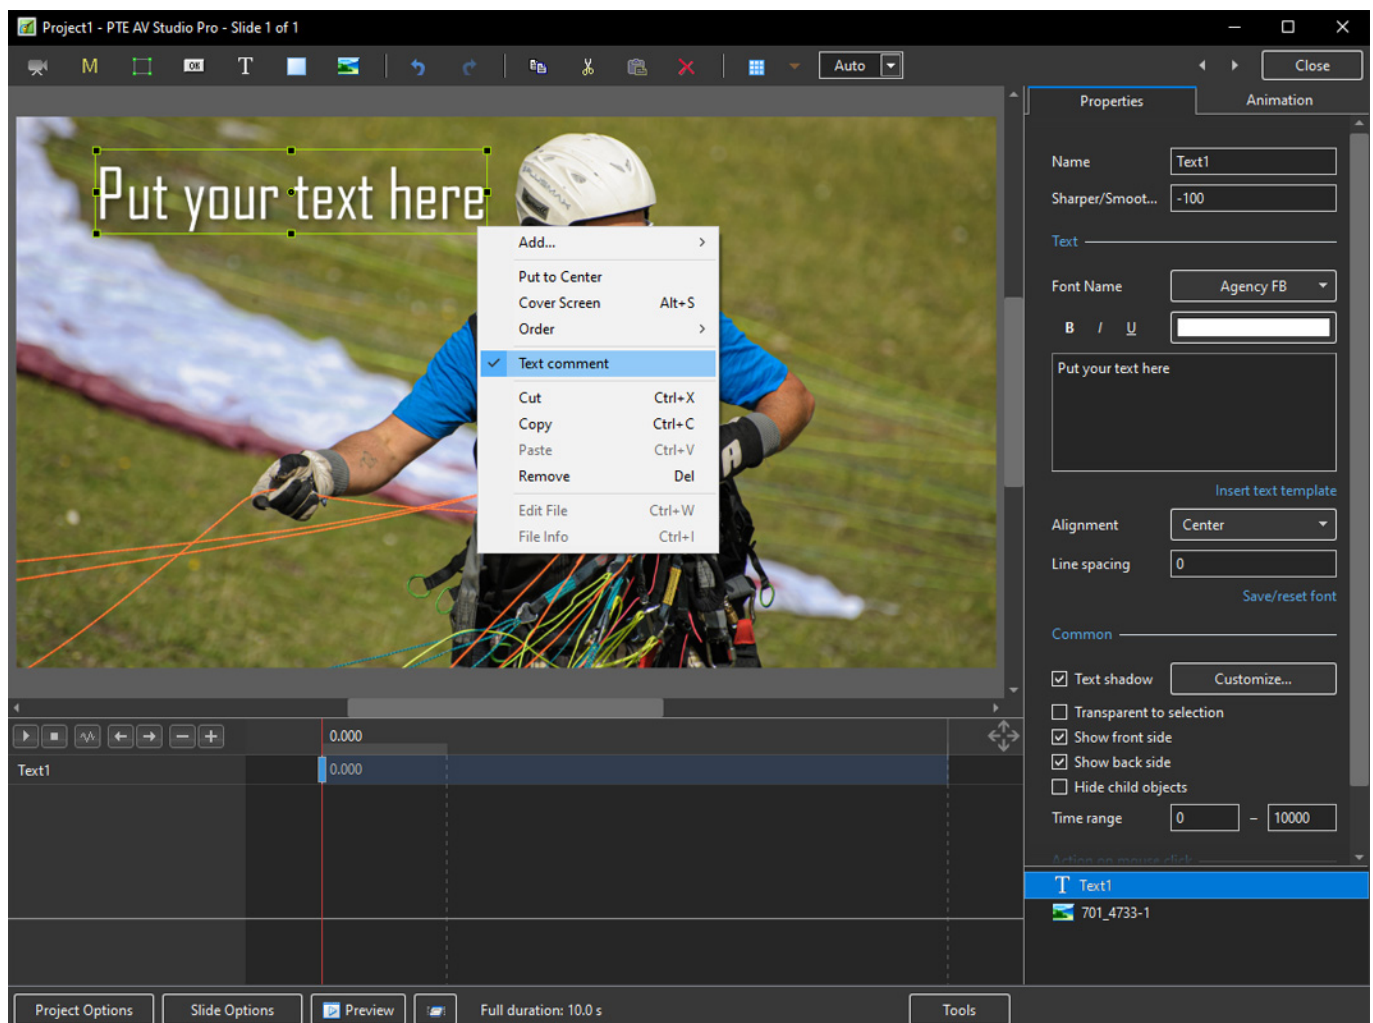 Project1 - PTE AV Studio Pro - Slide 1 of 1
M
OK
T
Auto
Close
Properties
Animation
Put your text here
Add...
Put to Center
Cover Screen Alt+S
Order
Text comment
Cut Ctrl+X
Copy Ctrl+C
Paste Ctrl+V
Remove Del
Edit File Ctrl+W
File Info Ctrl+I
Name Text1
Sharper/Smoot... -100
Text
Font Name Agency FB
B I U
Put your text here
Insert text template
Alignment Center
Line spacing 0
Save/reset font
Common
Text shadow Customize...
Transparent to selection
Show front side
Show back side
Hide child objects
Time range 0 – 10000
Action on mouse click:
0.000
Text1 0.000
T Text1
701_4733-1
Project Options Slide Options Preview Full duration: 10.0 s Tools